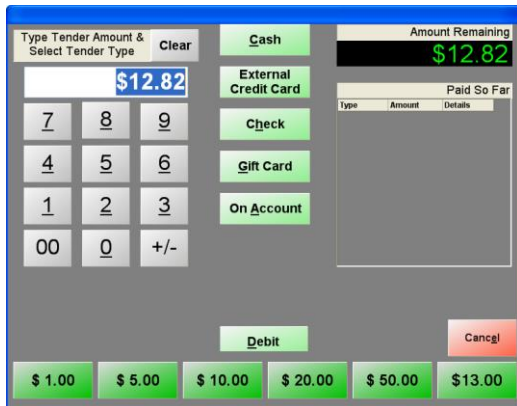 Type Tender Amount &
Select Tender Type
Clear
$12.82
7 8 9
4 5 6
1 2 3
00 0 +/-
Cash
External
Credit Card
Check
Gift Card
On Account
Debit
Amount Remaining
$12.82
Paid So Far
Type Amount Details
Cancel
$ 1.00 $ 5.00 $ 10.00 $ 20.00 $ 50.00 $13.00